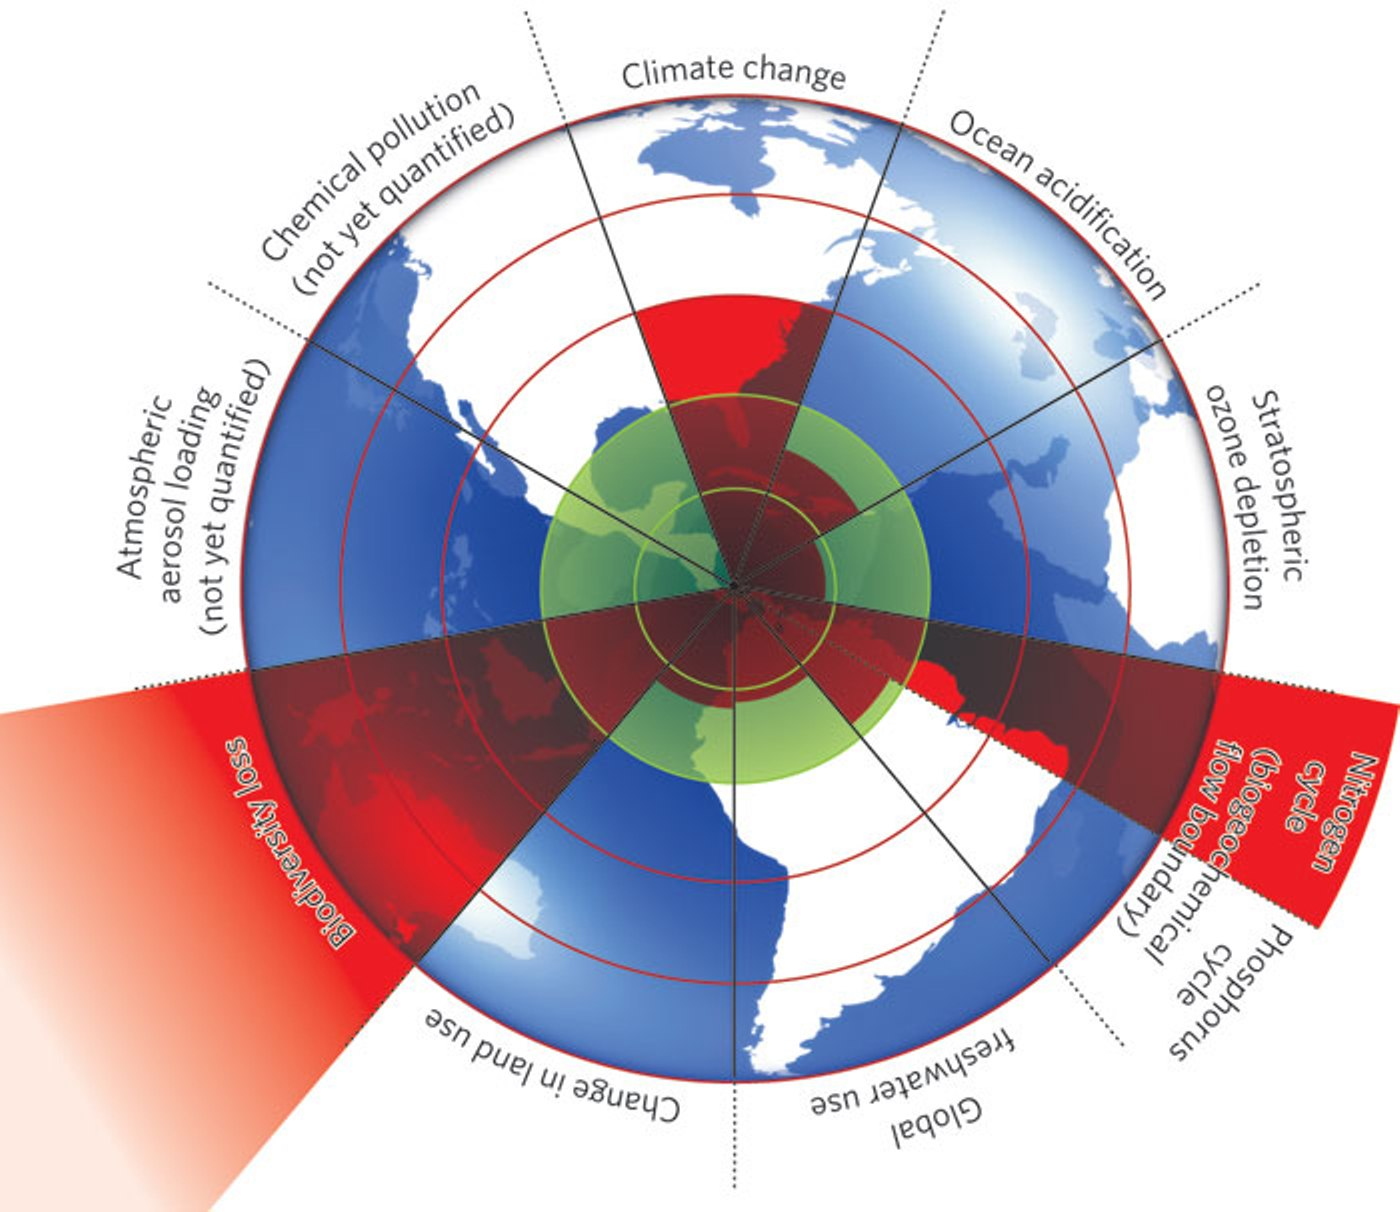 Climate change
Ocean acidification
Stratospheric
ozone depletion
Nitrogen
cycle
(biogeochemical
flow boundary)
Phosphorus
cycle
Global
freshwater use
Change in land use
Biodiversity loss
Atmospheric
aerosol loading
(not yet quantified)
Chemical pollution
(not yet quantified)